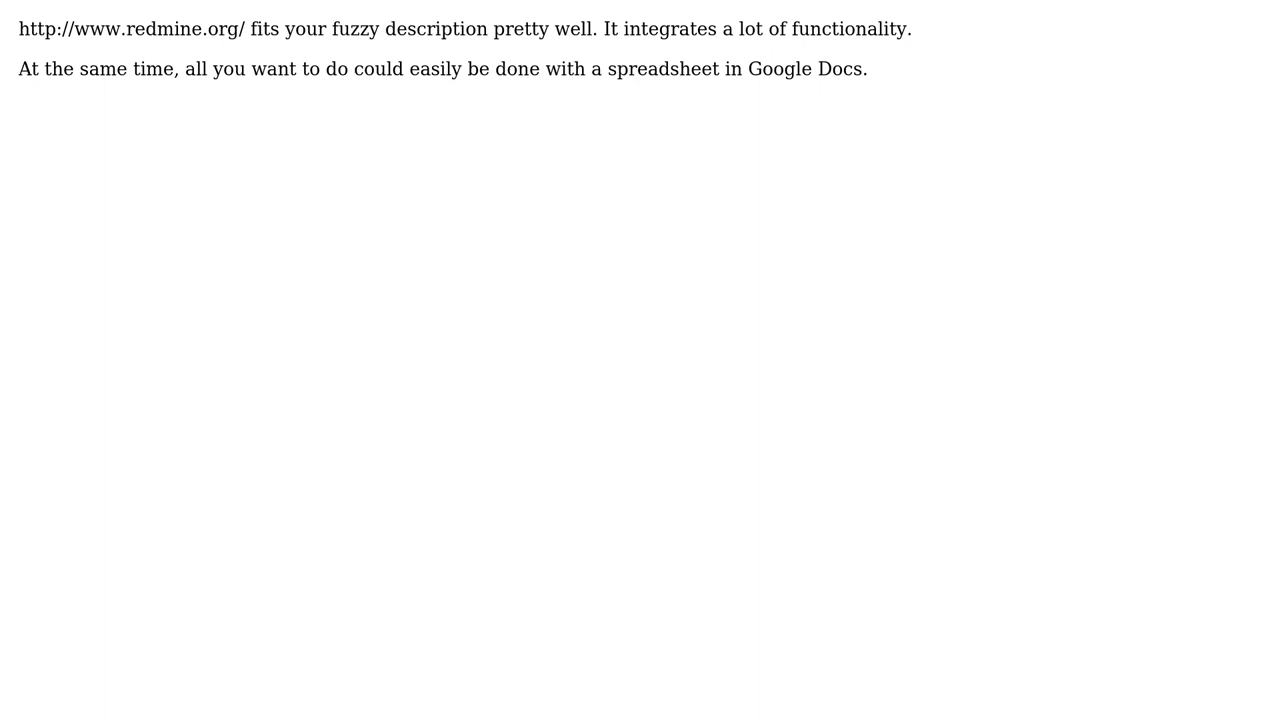 http://www.redmine.org/ fits your fuzzy description pretty well. It integrates a lot of functionality.
At the same time, all you want to do could easily be done with a spreadsheet in Google Docs.